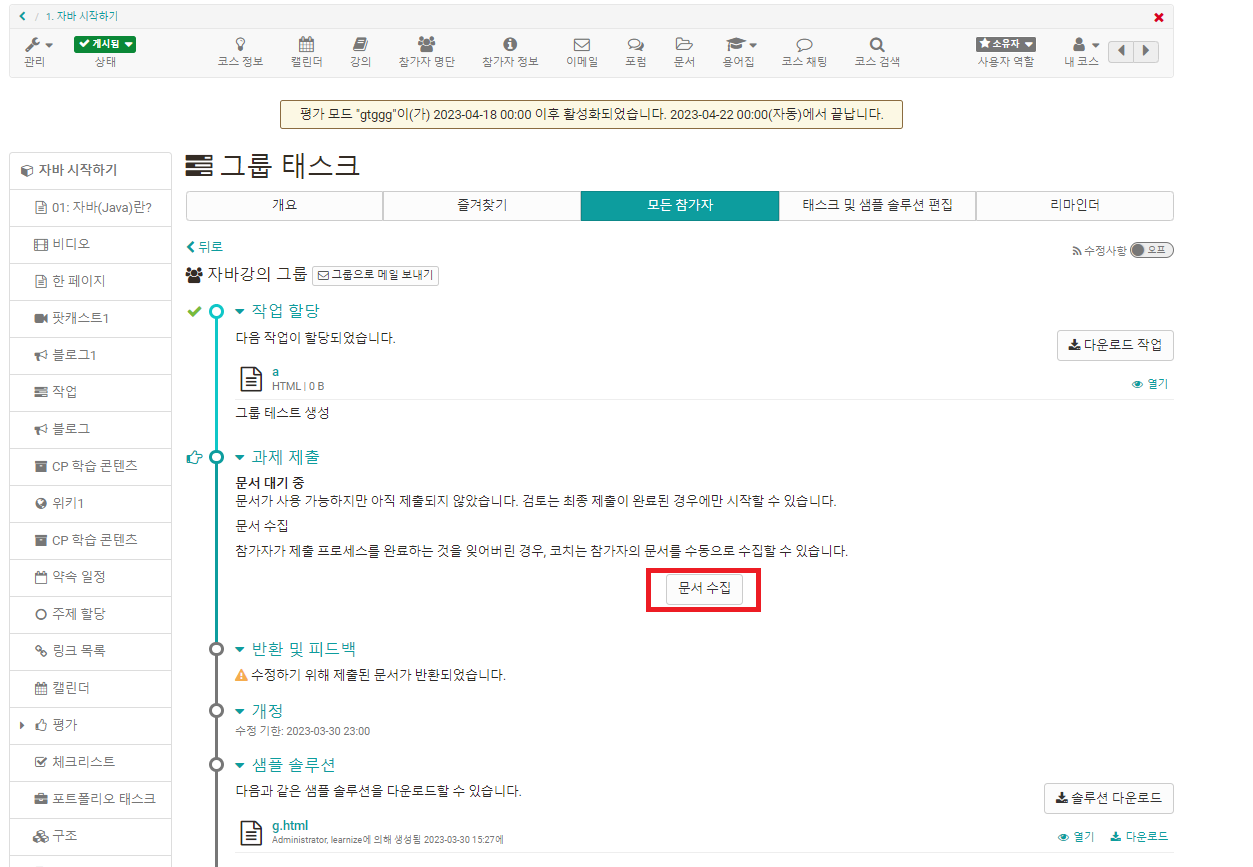 / 1. 자바 시작하기
관리
게시됨
상태
코스 정보
캘린더
강의
참가자 명단
참가자 정보
이메일
포럼
문서
용어집
코스 채팅
코스 검색
소유자
사용자 역할
내 코스
평가 모드 "gtggg"이(가) 2023-04-18 00:00 이후 활성화되었습니다. 2023-04-22 00:00(자동)에서 끝납니다.
자바 시작하기
01: 자바(Java)란?
비디오
한 페이지
팟캐스트1
블로그1
작업
블로그
CP 학습 콘텐츠
위키1
CP 학습 콘텐츠
약속 일정
주제 할당
링크 목록
캘린더
평가
체크리스트
포트폴리오 태스크
구조
그룹 태스크
개요
즐겨찾기
모든 참가자
태스크 및 샘플 솔루션 편집
리마인더
뒤로
수정사항 오프
자바강의 그룹 그룹으로 메일 보내기
작업 할당
다음 작업이 할당되었습니다.
다운로드 작업
a
HTML | 0 B
열기
그룹 테스트 생성
과제 제출
문서 대기 중
문서가 사용 가능하지만 아직 제출되지 않았습니다. 검토는 최종 제출이 완료된 경우에만 시작할 수 있습니다.
문서 수집
참가자가 제출 프로세스를 완료하는 것을 잊어버린 경우, 코치는 참가자의 문서를 수동으로 수집할 수 있습니다.
문서 수집
반환 및 피드백
수정하기 위해 제출된 문서가 반환되었습니다.
개정
수정 기한: 2023-03-30 23:00
샘플 솔루션
다음과 같은 샘플 솔루션을 다운로드할 수 있습니다.
솔루션 다운로드
g.html
Administrator, learnize에 의해 생성됨 2023-03-30 15:27에
열기
다운로드